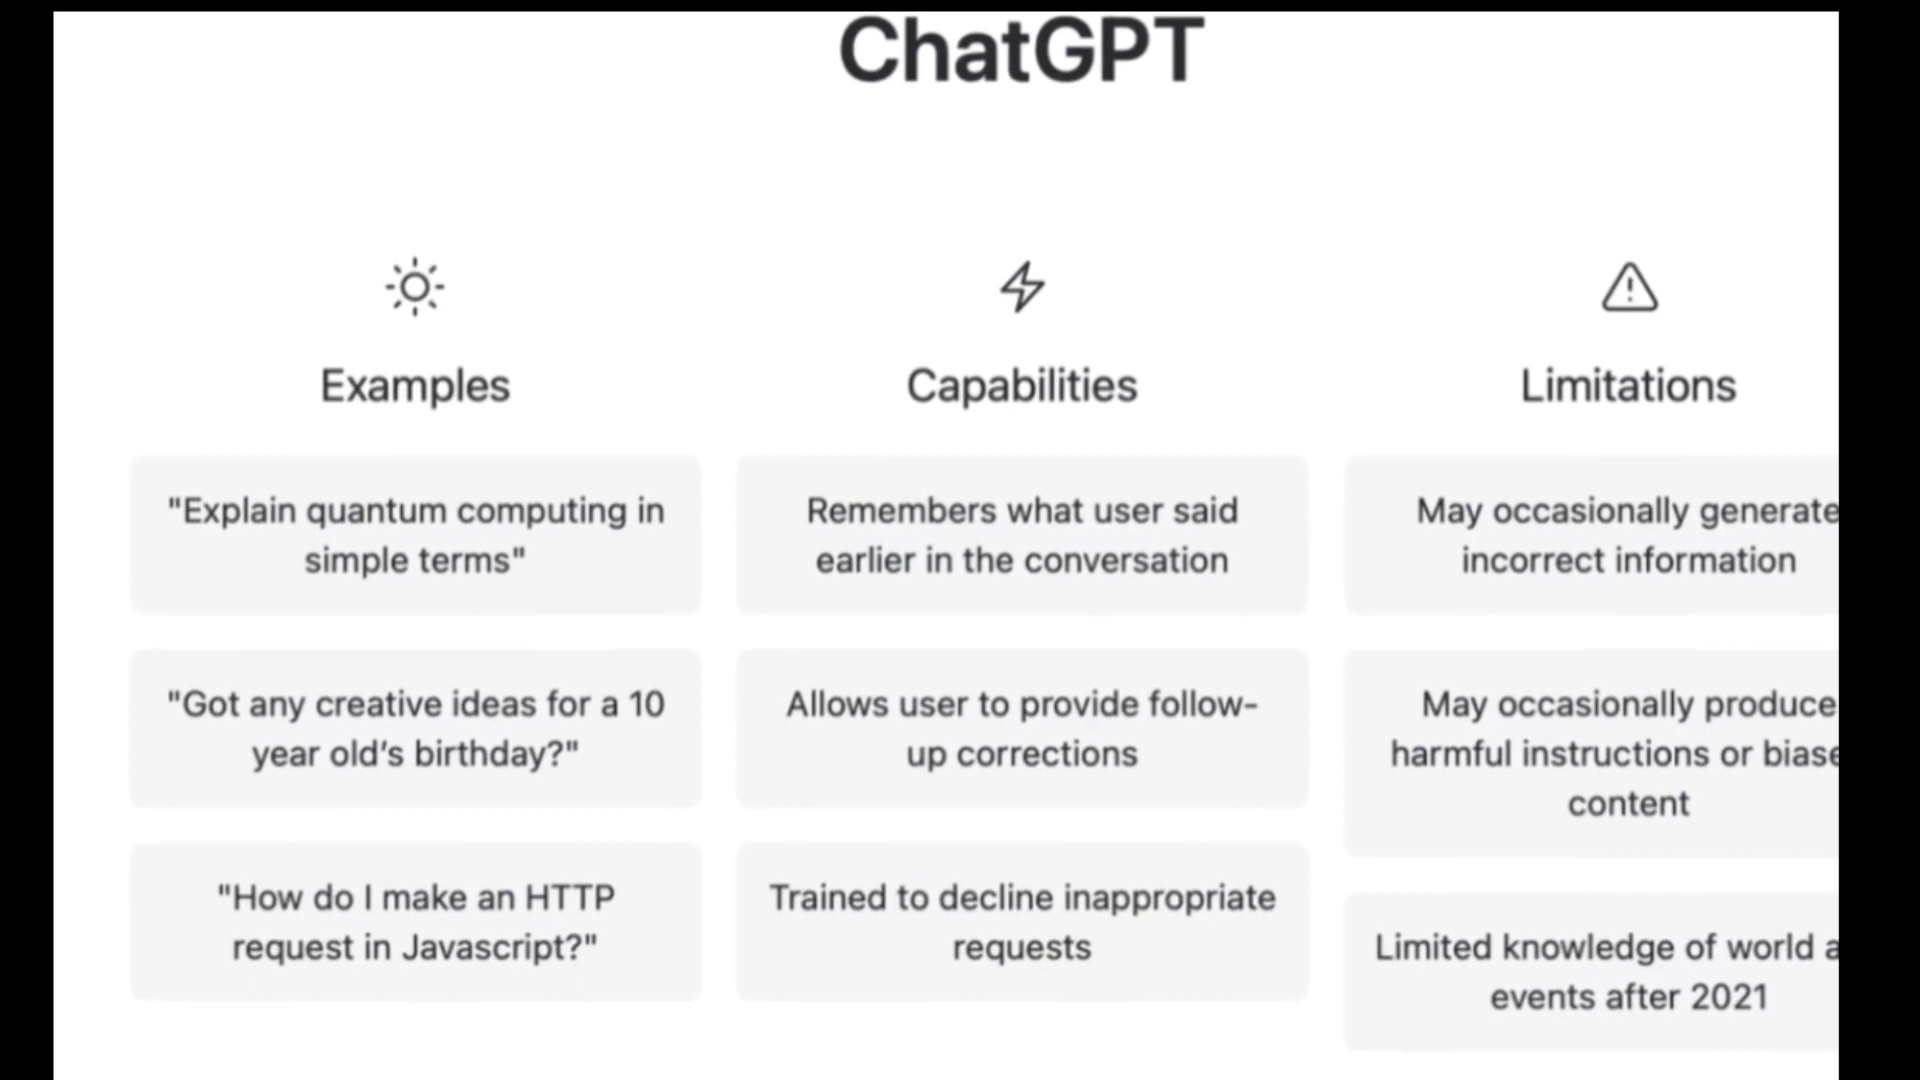 ChatGPT
Examples
"Explain quantum computing in
simple terms"
"Got any creative ideas for a 10
year old's birthday?"
"How do I make an HTTP
request in Javascript?"
Capabilities
Remembers what user said
earlier in the conversation
Allows user to provide follow-
up corrections
Trained to decline inappropriate
requests
Limitations
May occasionally generate
incorrect information
May occasionally produce
harmful instructions or
content
Limited knowledge of world
events after 2021